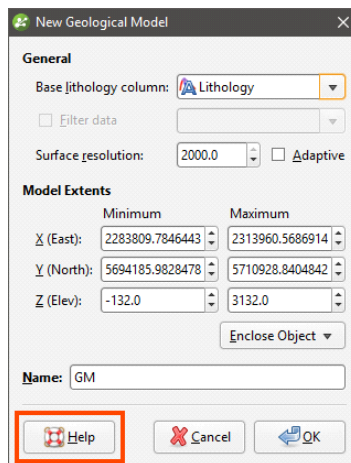 New Geological Model
General
Base lithology column: Lithology
Filter data
Surface resolution: 2000.0 Adaptive
Model Extents
Minimum Maximum
X (East): 2283809.7846443 2313960.5686914
Y (North): 5694185.9828478 5710928.8404842
Z (Elev): -132.0 3132.0
Enclose Object
Name: GM
Help Cancel OK